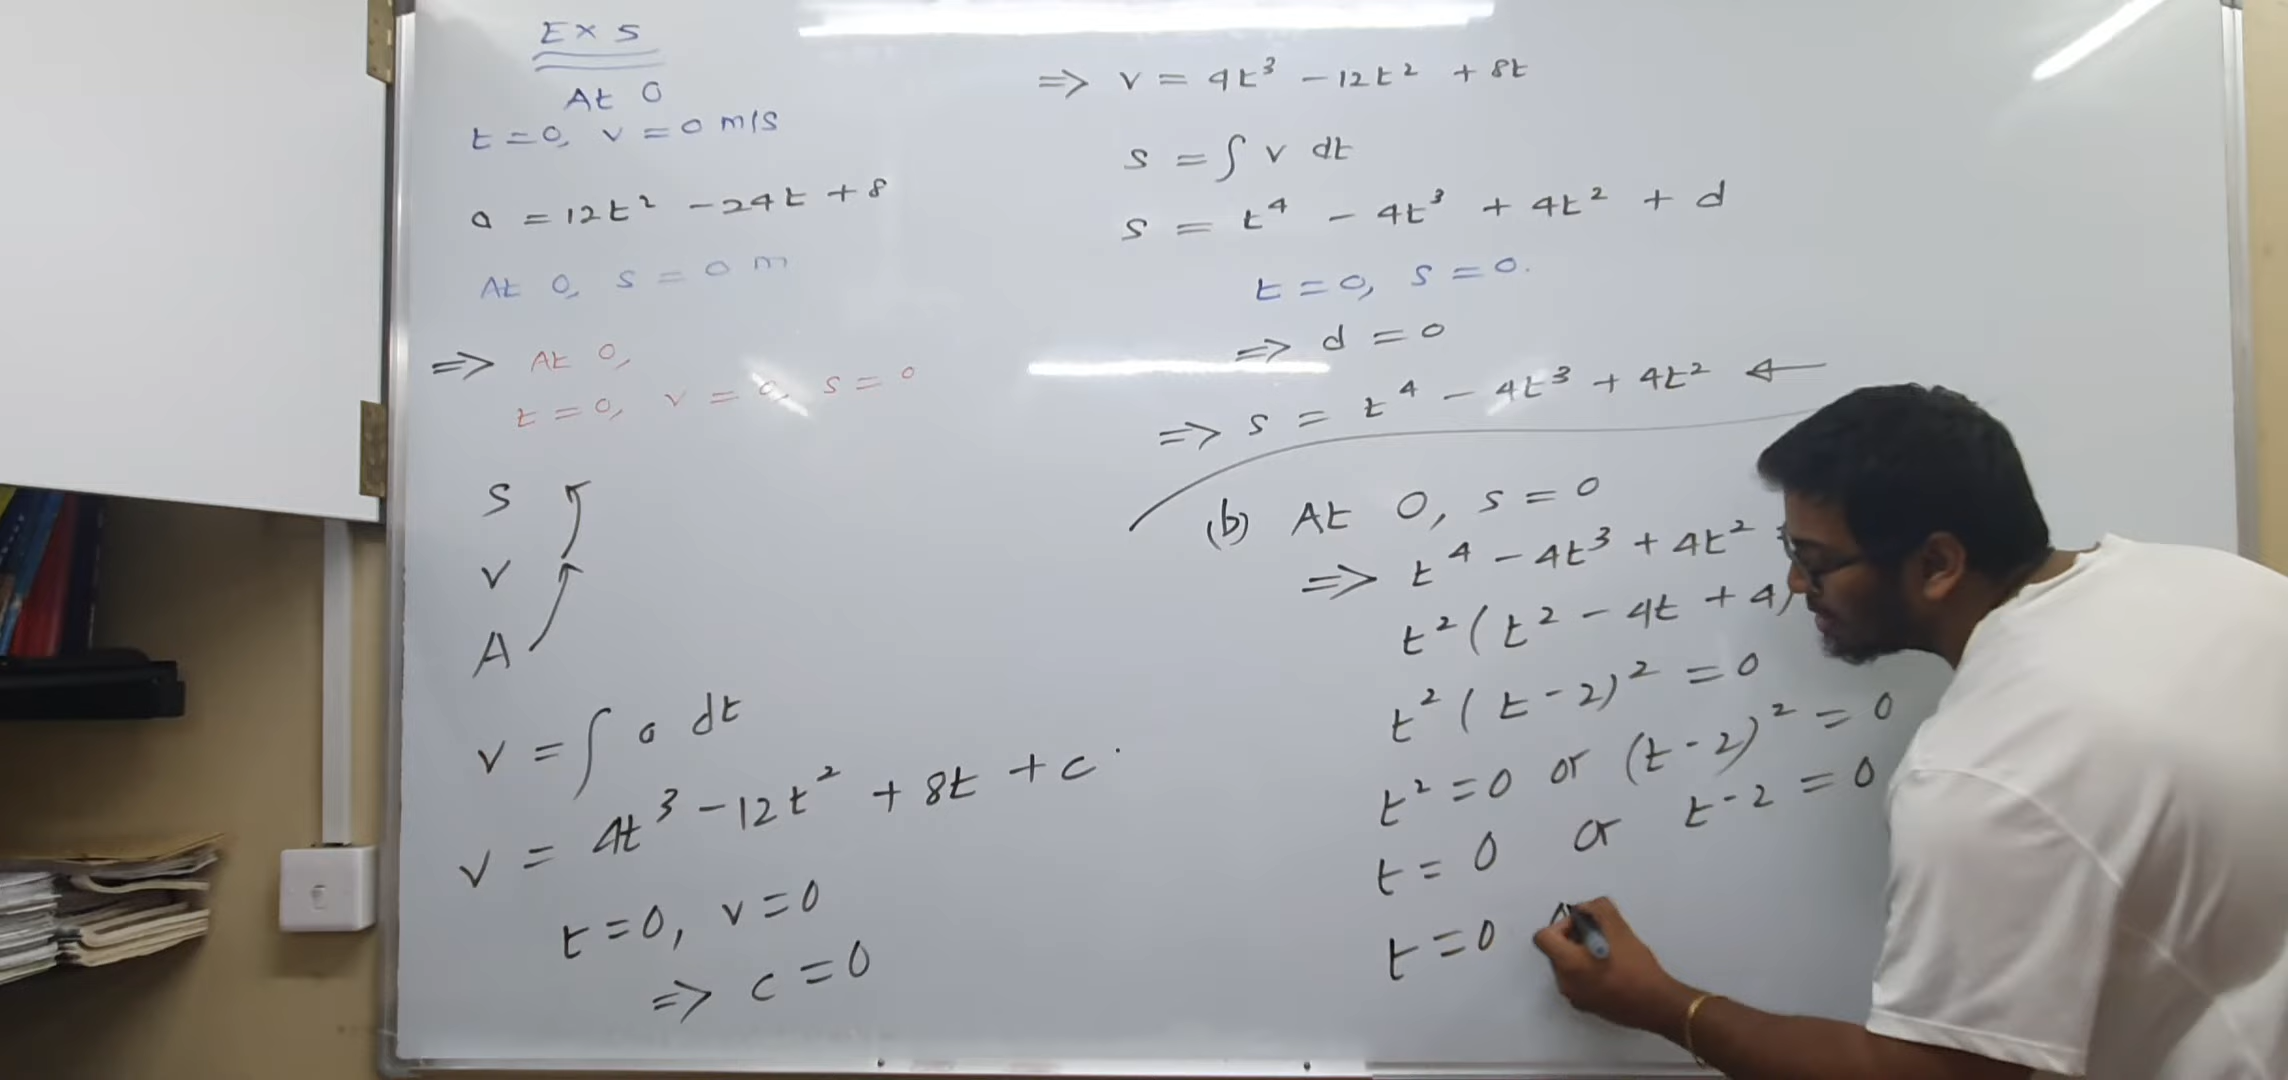 Ex 5
At 0
t = 0, v = 0 m/s
a = 12t² - 24t + 8
At 0, s = 0 m
=> At 0,
t = 0, v = 0, s = 0
S
V
A
v = ∫ a dt
v = 4t³ - 12t² + 8t + c
t = 0, v = 0
=> c = 0
=> v = 4t³ - 12t² + 8t
s = ∫ v dt
s = t⁴ - 4t³ + 4t² + d
t = 0, s = 0.
=> d = 0
=> s = t⁴ - 4t³ + 4t² ←
(b) At 0, s = 0
=> t⁴ - 4t³ + 4t²
t² ( t² - 4t + 4)
t² ( t - 2)² = 0
t² = 0 or (t - 2)² = 0
t = 0 or t - 2 = 0
t = 0